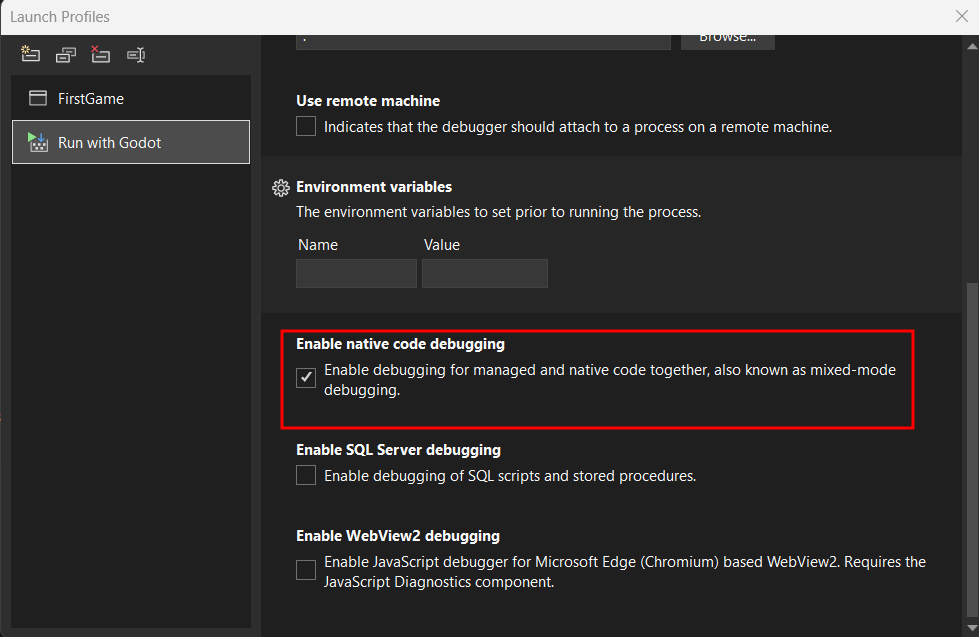 Launch Profiles
FirstGame
Run with Godot
.
Browse...
Use remote machine
Indicates that the debugger should attach to a process on a remote machine.
Environment variables
The environment variables to set prior to running the process.
Name Value
Enable native code debugging
Enable debugging for managed and native code together, also known as mixed-mode
debugging.
Enable SQL Server debugging
Enable debugging of SQL scripts and stored procedures.
Enable WebView2 debugging
Enable JavaScript debugger for Microsoft Edge (Chromium) based WebView2. Requires the
JavaScript Diagnostics component.